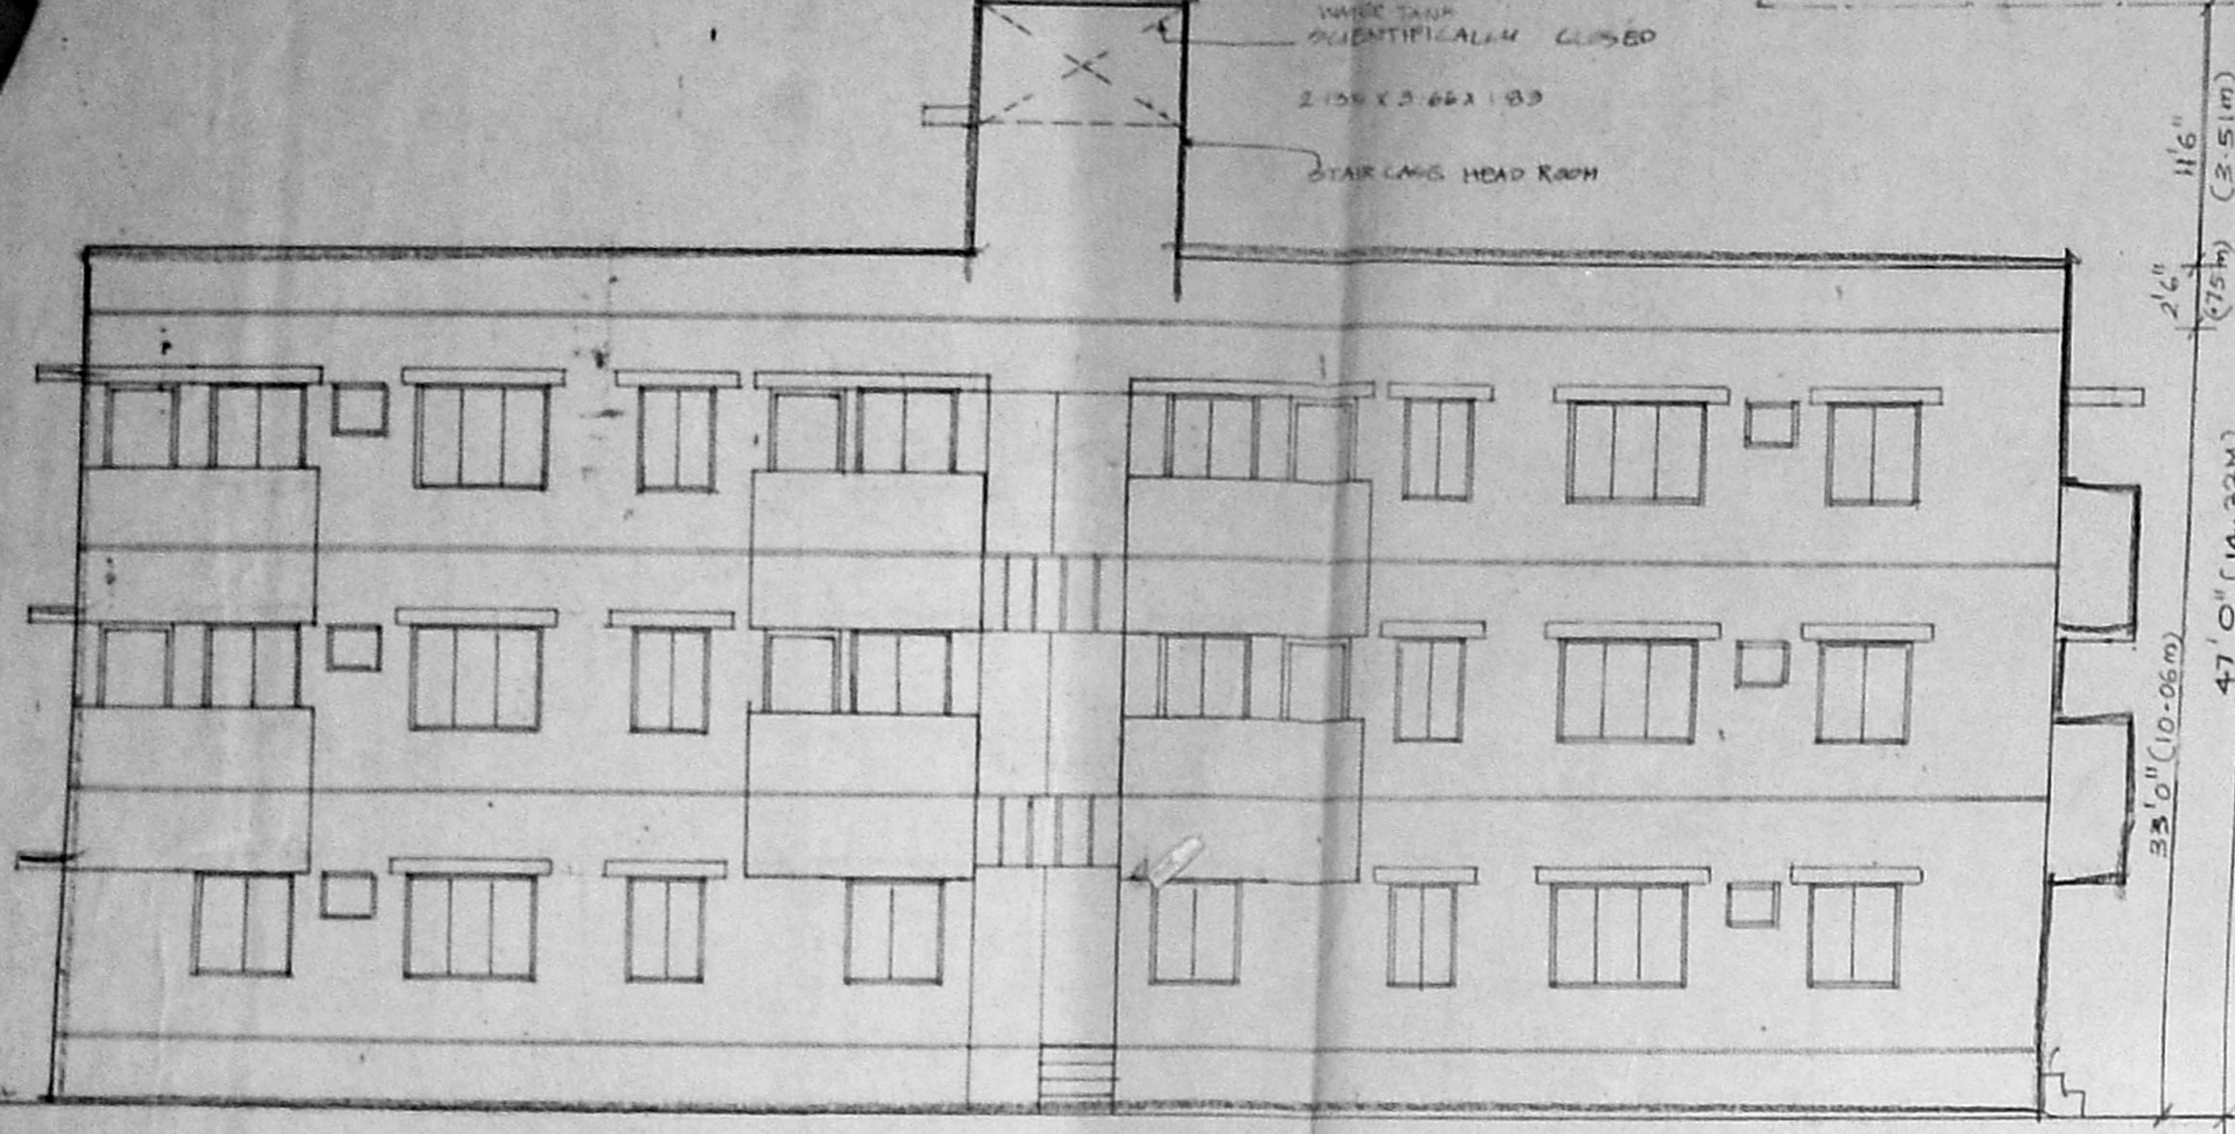 WATER TANK
SCIENTIFICALLY CLOSED
STAIR CASE HEAD ROOM
11'6"
(3.51m)
2'6"
(.75m)
33'0" (10.06m)
47'0"